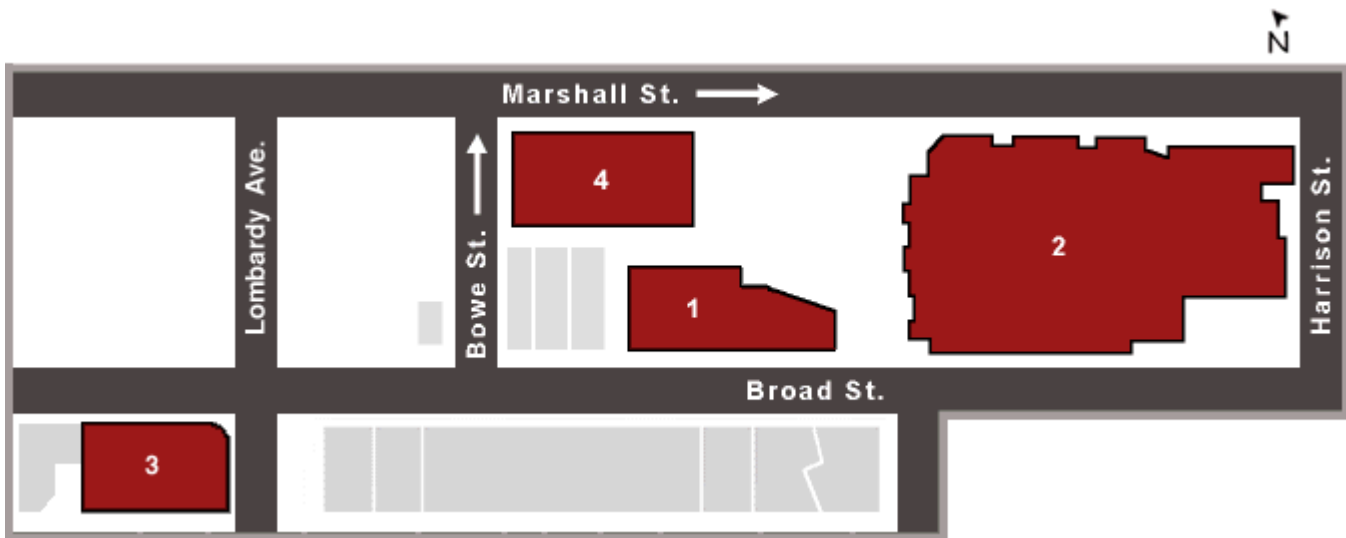 N
Marshall St.
Lombardy Ave.
Bowe St.
4
2
1
Harrison St.
Broad St.
3